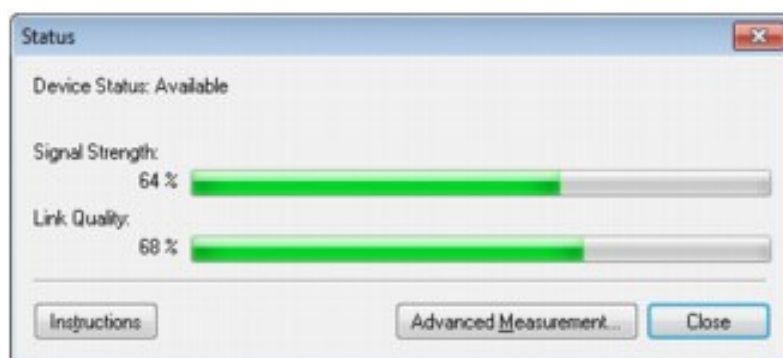 Status
Device Status: Available
Signal Strength:
64 %
Link Quality:
68 %
Instructions Advanced Measurement... Close